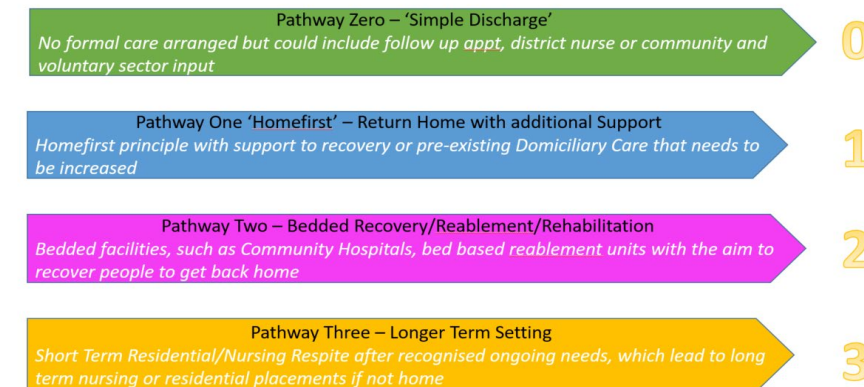 Pathway Zero – ‘Simple Discharge’
No formal care arranged but could include follow up appt, district nurse or community and
voluntary sector input
0
Pathway One ‘Homefirst’ – Return Home with additional Support
Homefirst principle with support to recovery or pre-existing Domiciliary Care that needs to
be increased
1
Pathway Two – Bedded Recovery/Reablement/Rehabilitation
Bedded facilities, such as Community Hospitals, bed based reablement units with the aim to
recover people to get back home
2
Pathway Three – Longer Term Setting
Short Term Residential/Nursing Respite after recognised ongoing needs, which lead to long
term nursing or residential placements if not home
3